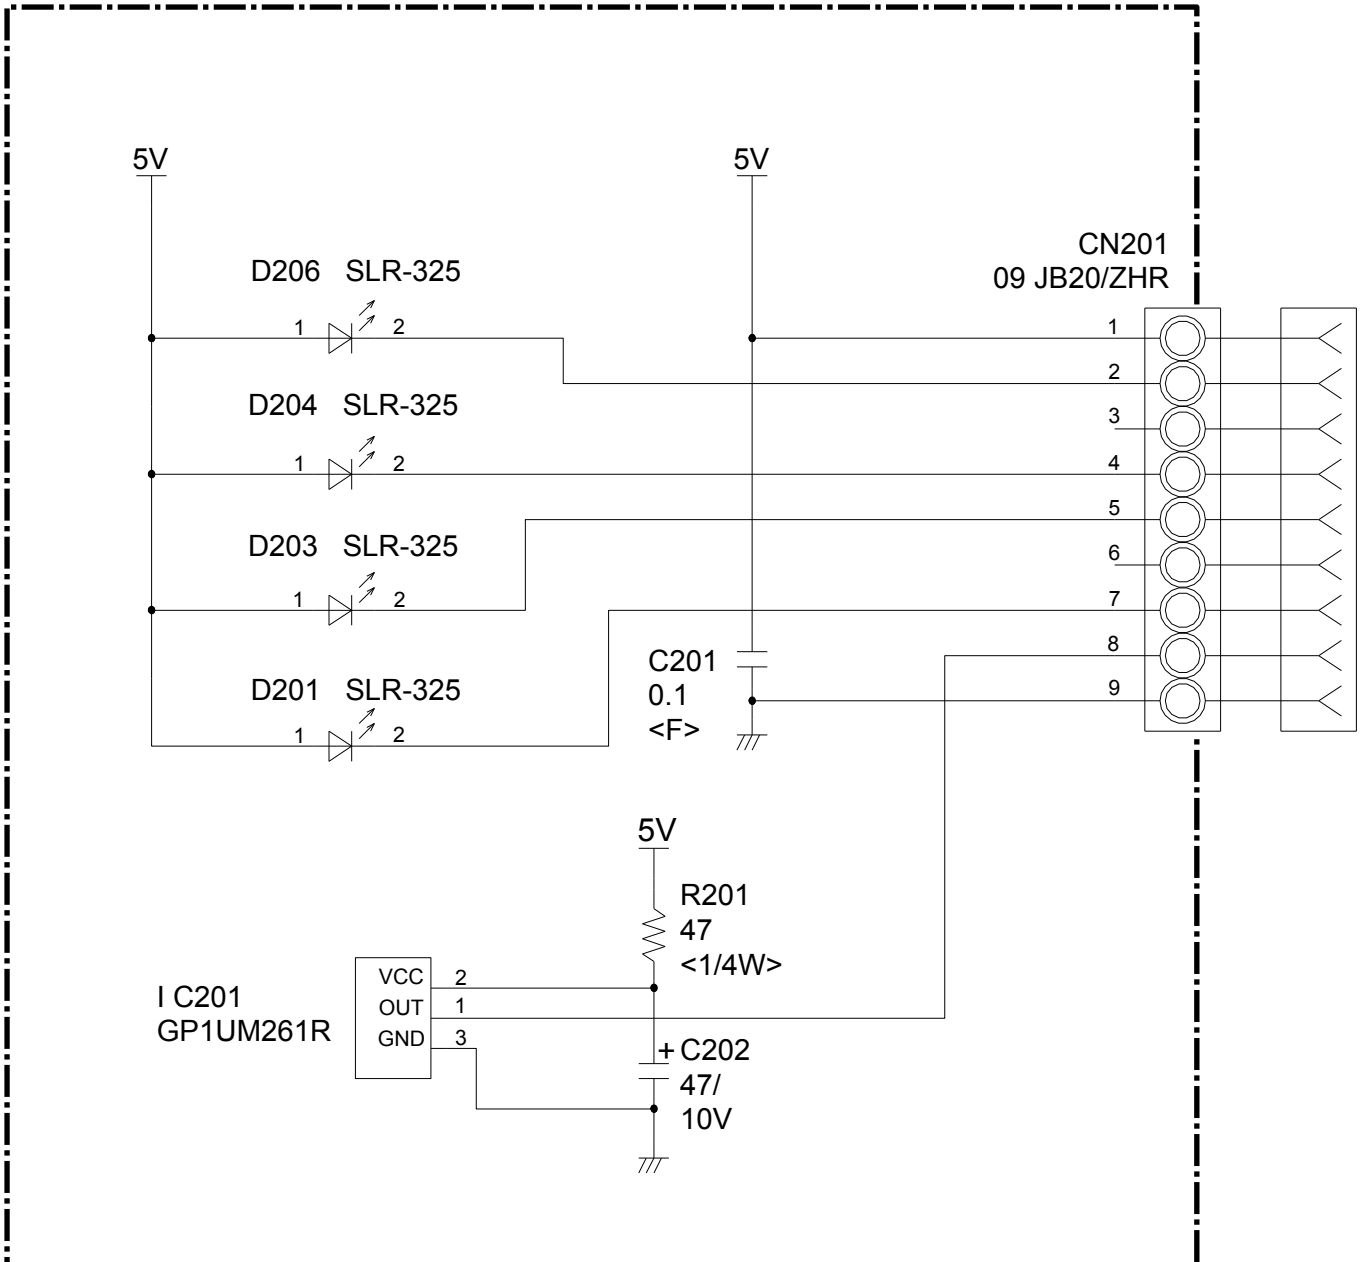 5V
5V
CN201
09 JB20/ZHR
D206 SLR-325
1 2
1
2
D204 SLR-325
3
1 2
4
5
D203 SLR-325
6
1 2
7
8
C201
0.1
<F>
9
D201 SLR-325
1 2
5V
R201
47
<1/4W>
I C201
GP1UM261R
VCC 2
OUT 1
GND 3
+ C202
47/
10V